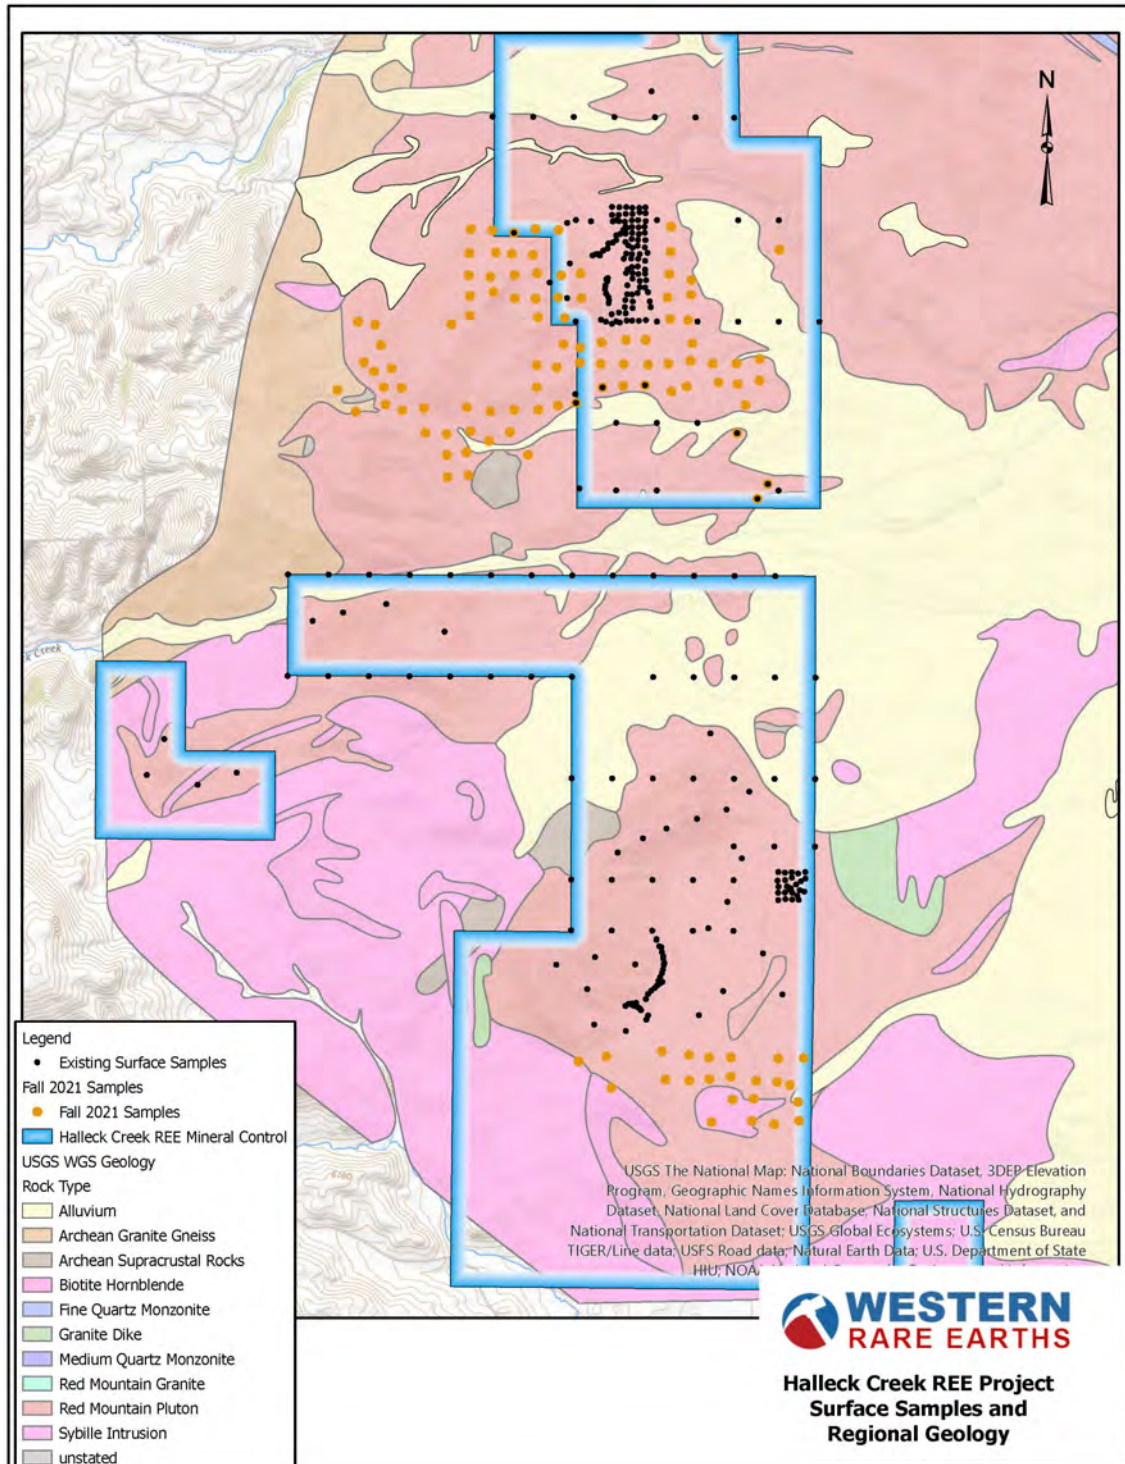 N
6300
6100
6200
k Creek
Legend
Existing Surface Samples
Fall 2021 Samples
Fall 2021 Samples
Halleck Creek REE Mineral Control
USGS WGS Geology
Rock Type
Alluvium
Archean Granite Gneiss
Archean Supracrustal Rocks
Biotite Hornblende
Fine Quartz Monzonite
Granite Dike
Medium Quartz Monzonite
Red Mountain Granite
Red Mountain Pluton
Sybille Intrusion
unstated
USGS The National Map: National Boundaries Dataset, 3DEP Elevation
Program, Geographic Names Information System, National Hydrography
Dataset, National Land Cover Database, National Structures Dataset, and
National Transportation Dataset; USGS Global Ecosystems; U.S. Census Bureau
TIGER/Line data; USFS Road data; Natural Earth Data; U.S. Department of State
HIU; NOAA
WESTERN
RARE EARTHS
Halleck Creek REE Project
Surface Samples and
Regional Geology